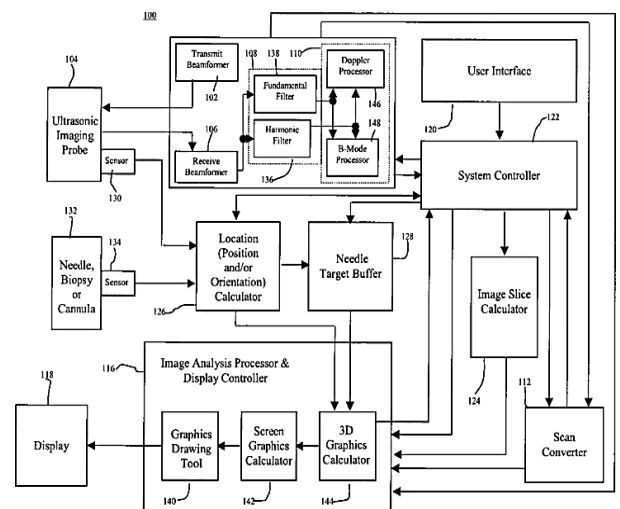 100
104
Ultrasonic
Imaging
Probe
Sensor
130
132
134
Needle,
Biopsy
or
Cannula
Sensor
Transmit
Beamformer
102
106
Receive
Beamformer
108
138
Fundamental
Filter
Harmonic
Filter
136
110
Doppler
Processor
146
148
B-Mode
Processor
User Interface
120
122
System Controller
Location
(Position
and/or
Orientation)
Calculator
126
Needle
Target Buffer
128
Image Slice
Calculator
124
112
Scan
Converter
116
Image Analysis Processor &
Display Controller
118
Display
Graphics
Drawing
Tool
140
Screen
Graphics
Calculator
142
3D
Graphics
Calculator
144